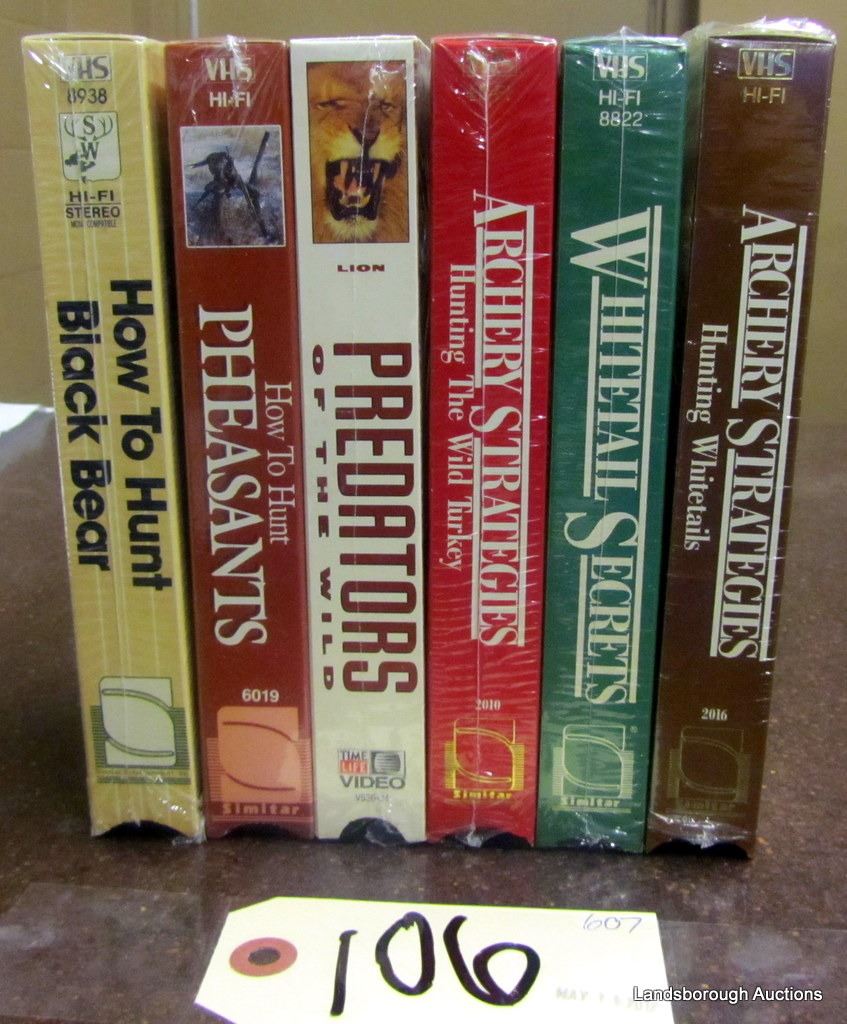 VHS
8938
S
W
HI-FI
STEREO
How To Hunt
Black Bear
VHS
HI-FI
How To Hunt
PHEASANTS
6019
Simitar
LION
PREDATORS
OF THE WILD
TIME
LIFE
VIDEO
ARCHERY STRATEGIES
Hunting The Wild Turkey
2010
Simitar
VHS
HI-FI
8822
WHITETAIL SECRETS
Simitar
VHS
HI-FI
ARCHERY STRATEGIES
Hunting Whitetails
2016
Simitar
607
106
MAY
Landsborough Auctions